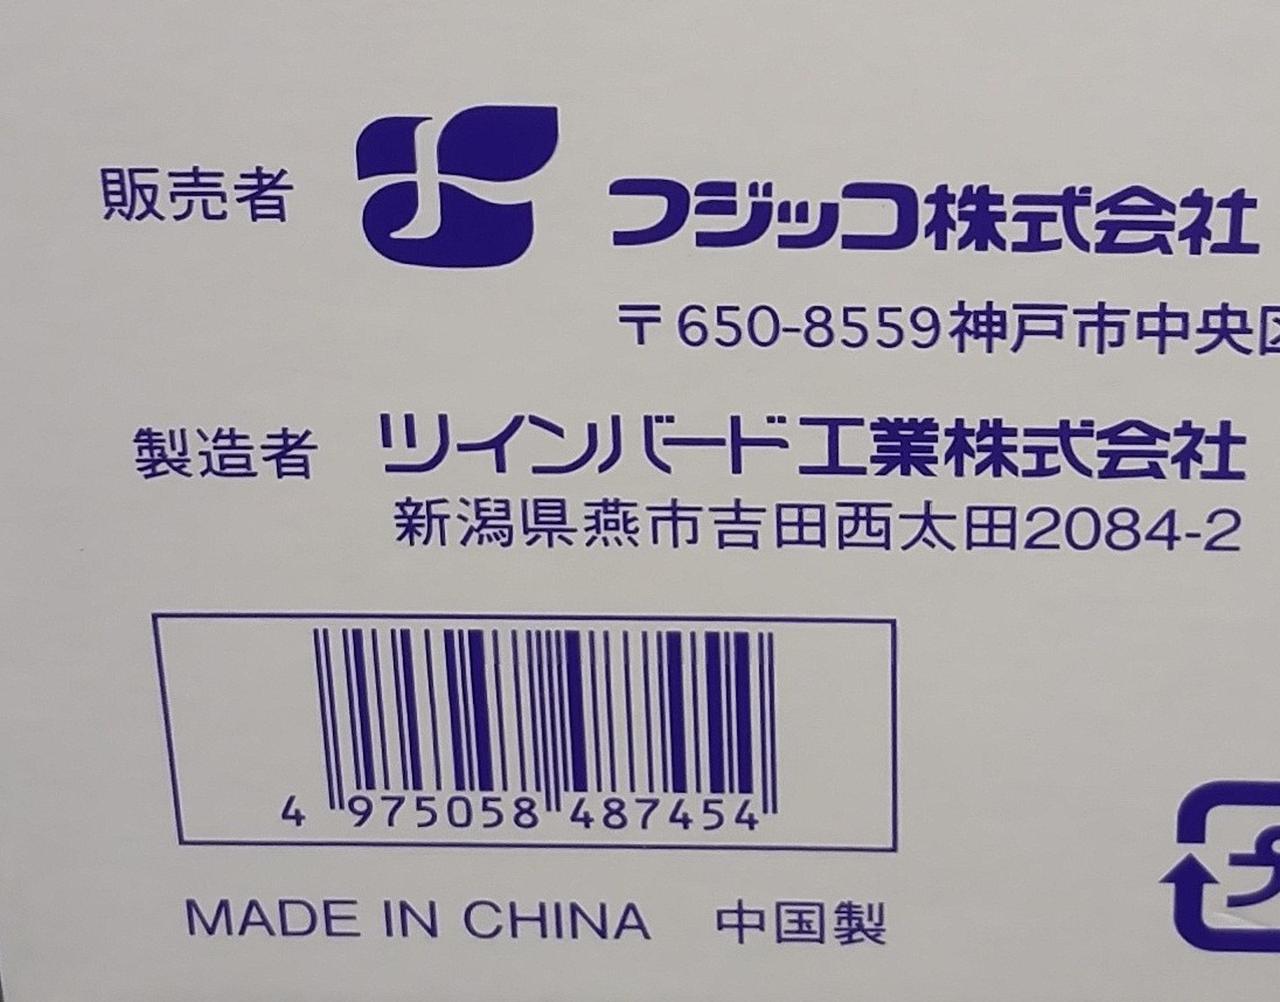 販売者 フジッコ株式会社
〒650-8559神戸市中央区
製造者 ツインバード工業株式会社
新潟県燕市吉田西太田2084-2
4 975058 487454
MADE IN CHINA 中国製
プ